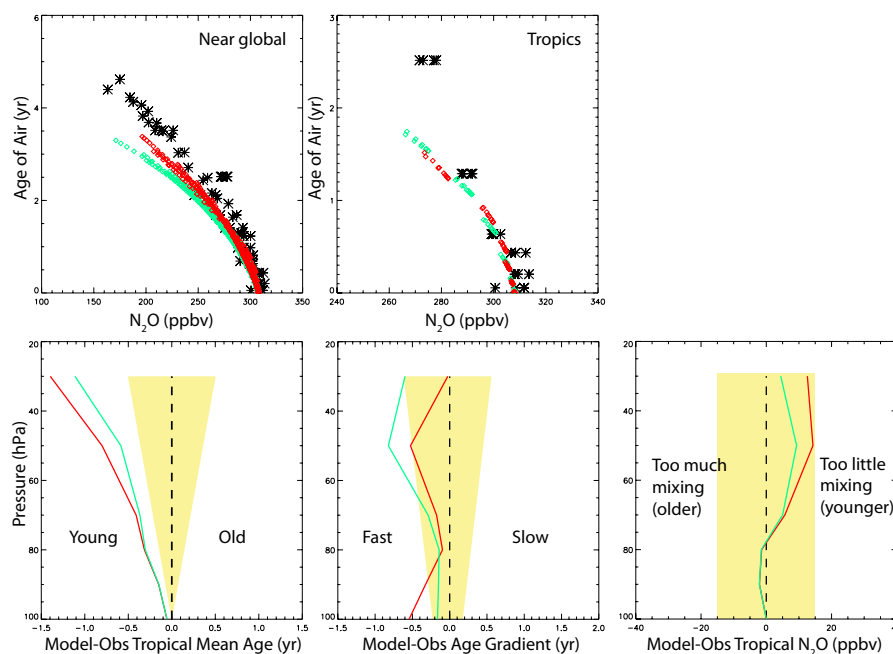 Near global
Age of Air (yr)
6
4
2
0
100
150
200
250
300
350
N₂O (ppbv)
Tropics
Age of Air (yr)
3
2
1
0
240
260
280
300
320
340
N₂O (ppbv)
Pressure (hPa)
20
40
60
80
100
Young
Old
-1.5
-1.0
-0.5
0.0
0.5
1.0
1.5
Model-Obs Tropical Mean Age (yr)
20
40
60
80
100
Fast
Slow
-1.5
-1.0
-0.5
0.0
0.5
1.0
1.5
2.0
Model-Obs Age Gradient (yr)
20
40
60
80
100
Too much
mixing
(older)
Too little
mixing
(younger)
-40
-20
0
20
40
Model-Obs Tropical N₂O (ppbv)